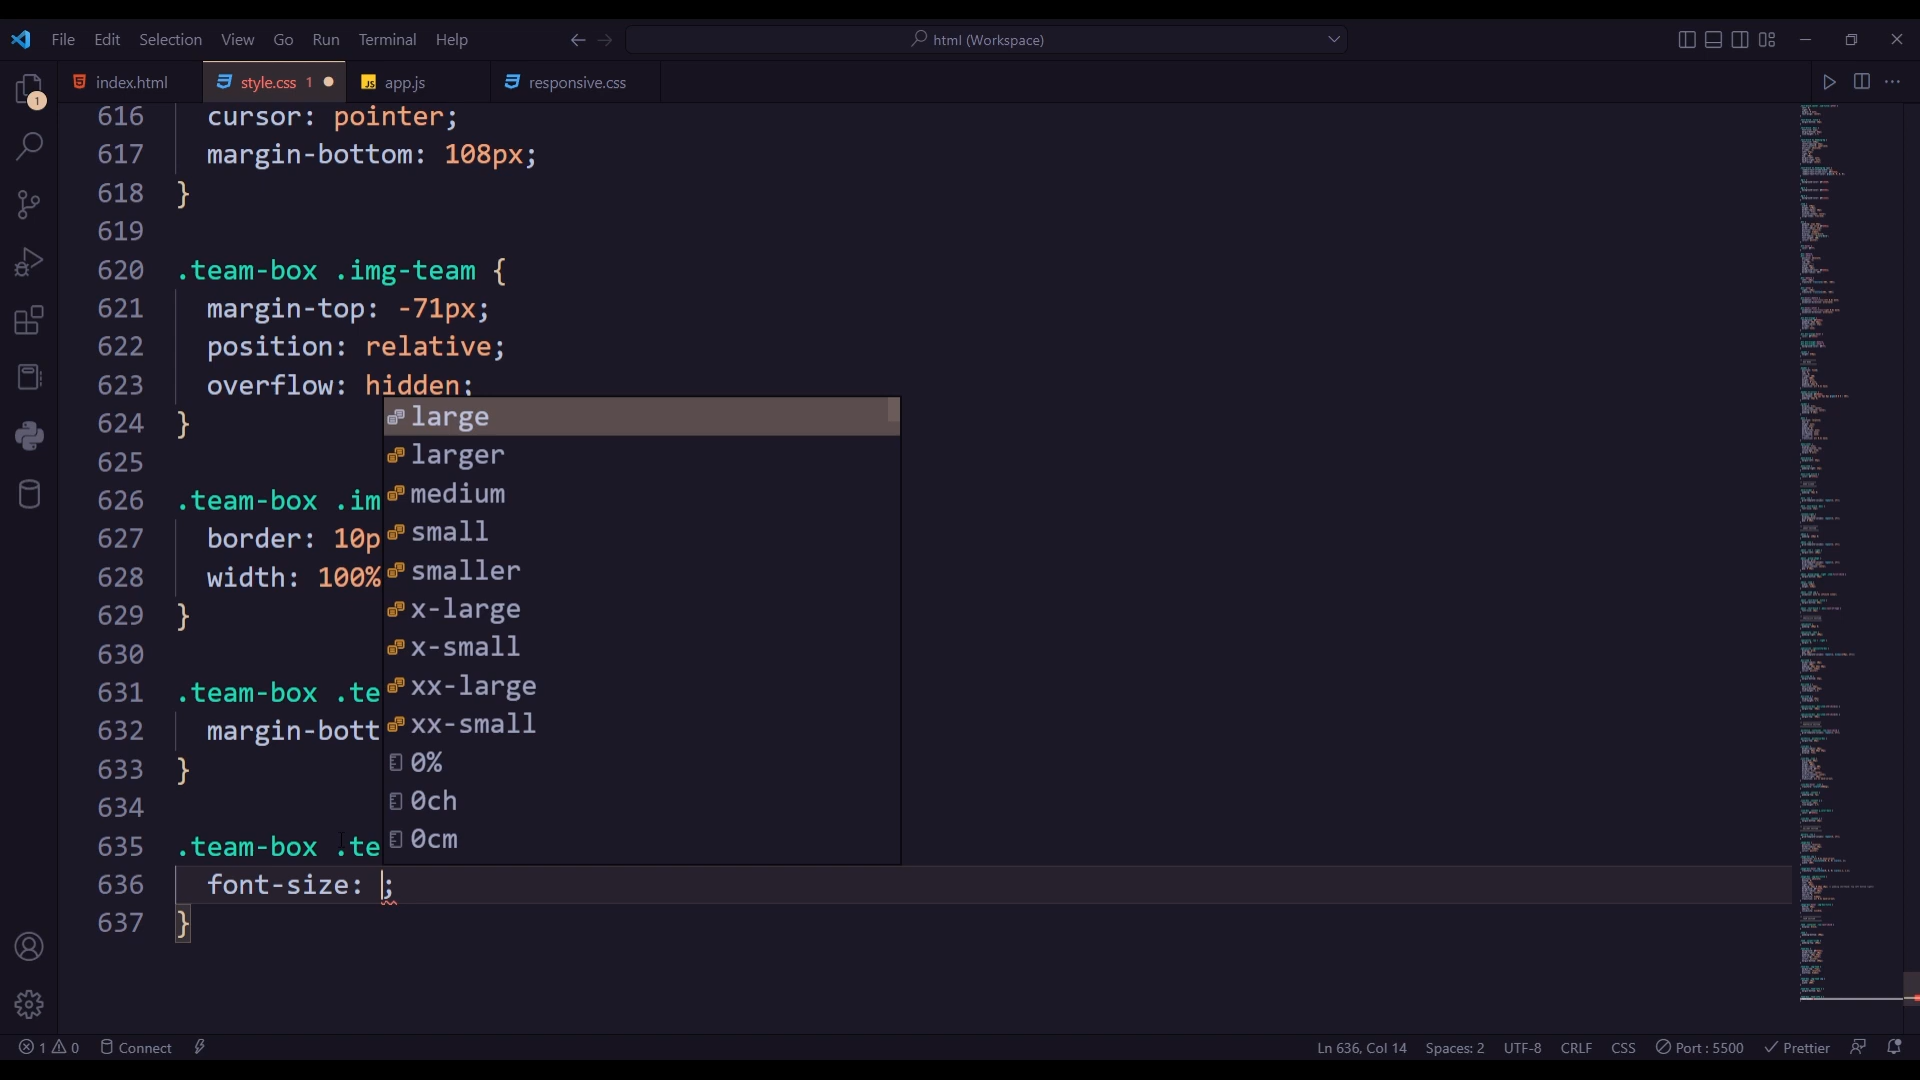 File Edit Selection View Go Run Terminal Help html (Workspace)
index.html style.css 1 app.js responsive.css
616 cursor: pointer;
617 margin-bottom: 108px;
618 }
619
620 .team-box .img-team {
621 margin-top: -71px;
622 position: relative;
623 overflow: hidden;
624 }
625
626 .team-box .im
627 border: 10p
628 width: 100%
629 }
630
631 .team-box .te
632 margin-bott
633 }
634
635 .team-box .te
636 font-size: ;
637 }
large
larger
medium
small
smaller
x-large
x-small
xx-large
xx-small
0%
0ch
0cm
1
JS
1 0 Connect Ln 636, Col 14 Spaces: 2 UTF-8 CRLF CSS Port : 5500 Prettier